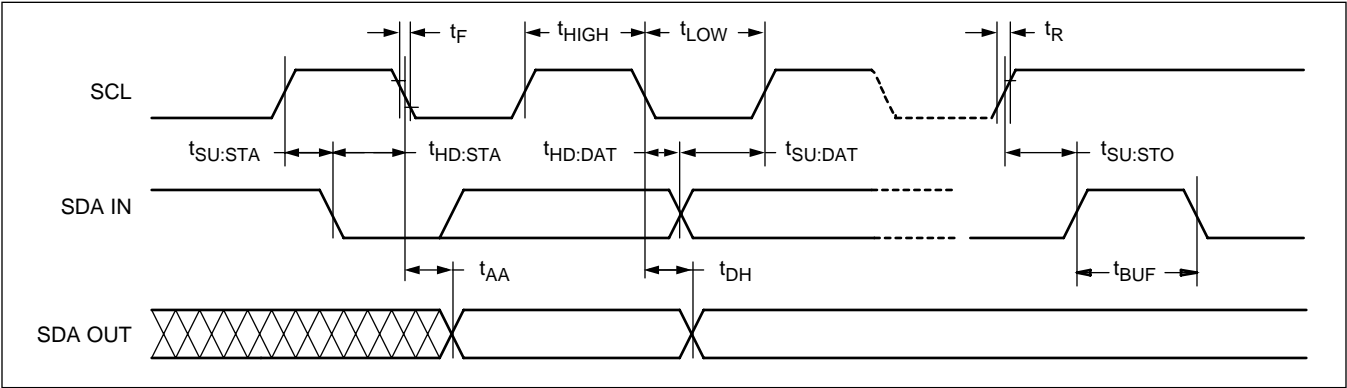 tF
tHIGH
tLOW
tR
SCL
tSU:STA
tHD:STA
tHD:DAT
tSU:DAT
tSU:STO
SDA IN
tAA
tDH
tBUF
SDA OUT